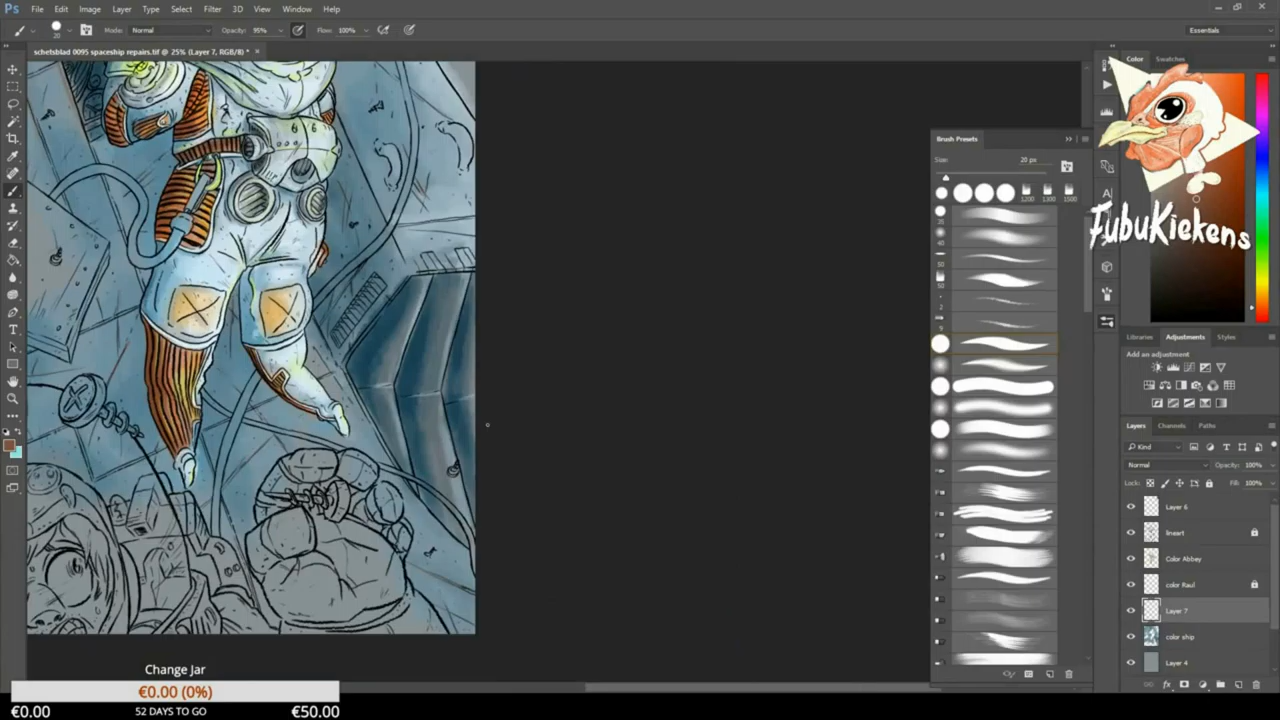 Ps File Edit Image Layer Type Select Filter 3D View Window Help
20 Mode: Normal Opacity: 95% Flow: 100% Essentials
schetsblad 0095 spaceship repairs.tif @ 25% (Layer 7, RGB/8) * ×
Color Swatches
Brush Presets
Size: 20 px
1200 1300 1500
FubuKiekens
Libraries Adjustments Styles
Add an adjustment
Layers Channels Paths
Kind
Normal Opacity: 100%
Lock: Fill: 100%
Layer 6
lineart
Color Abbey
color Raul
Layer 7
color ship
Layer 4
Change Jar
€0.00 (0%)
€0.00 52 DAYS TO GO €50.00